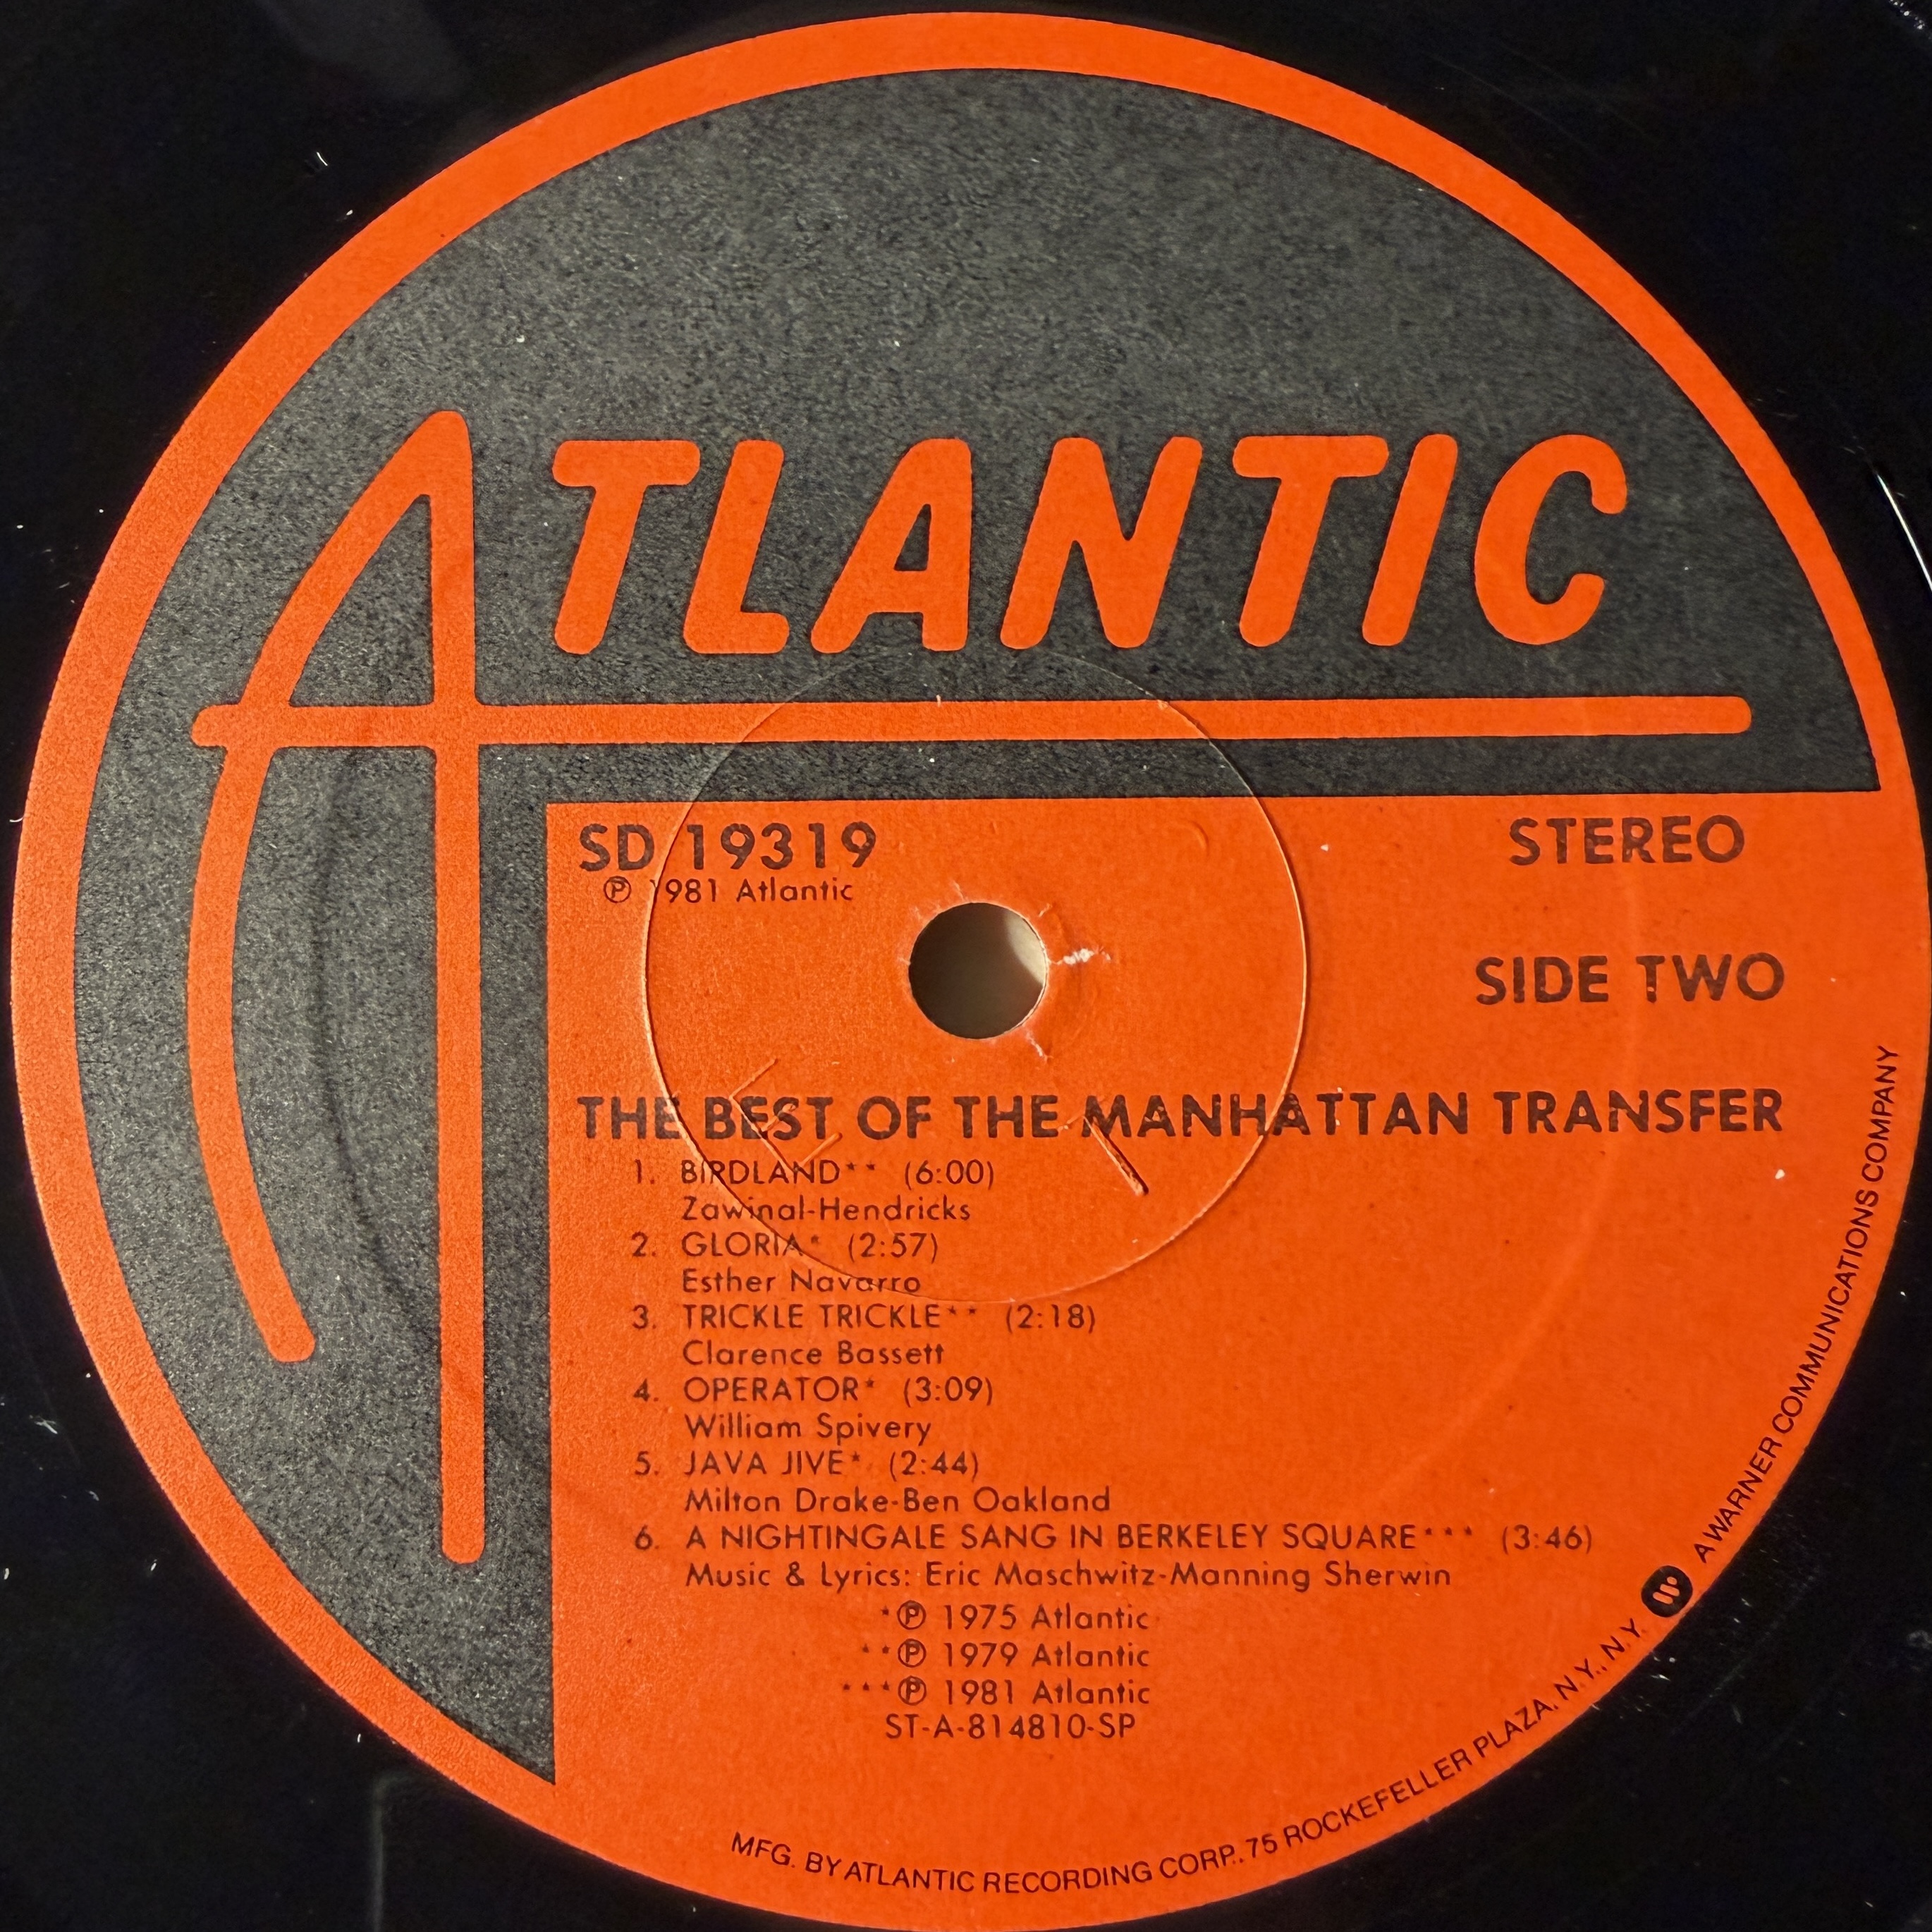 ATLANTIC
SD 19319
STEREO
℗ 1981 Atlantic
SIDE TWO
THE BEST OF THE MANHATTAN TRANSFER
1. BIRDLAND** (6:00)
Zawinal-Hendricks
2. GLORIA* (2:57)
Esther Navarro
3. TRICKLE TRICKLE** (2:18)
Clarence Bassett
4. OPERATOR* (3:09)
William Spivery
5. JAVA JIVE* (2:44)
Milton Drake-Ben Oakland
6. A NIGHTINGALE SANG IN BERKELEY SQUARE*** (3:46)
Music & Lyrics: Eric Maschwitz-Manning Sherwin
*℗ 1975 Atlantic
**℗ 1979 Atlantic
***℗ 1981 Atlantic
ST-A-814810-SP
MFG. BY ATLANTIC RECORDING CORP., 75 ROCKEFELLER PLAZA, N.Y., N.Y. A WARNER COMMUNICATIONS COMPANY